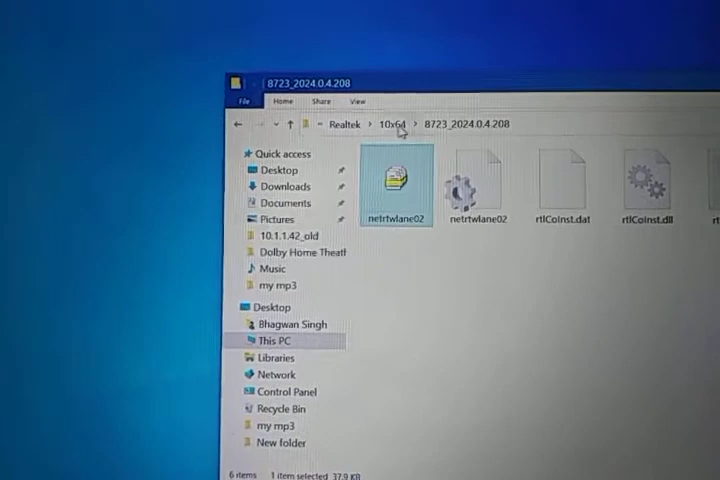 8723_2024.0.4.208
File Home Share View
Realtek 10x64 8723_2024.0.4.208
Quick access
Desktop
Downloads
Documents
Pictures
10.1.1.42_old
Dolby Home Theatl
Music
my mp3
Desktop
Bhagwan Singh
This PC
Libraries
Network
Control Panel
Recycle Bin
my mp3
New folder
netrtwlane02 netrtwlane02 rtlCoInst.dat rtlCoInst.dll rt
6 items 1 item selected 37.9 KB